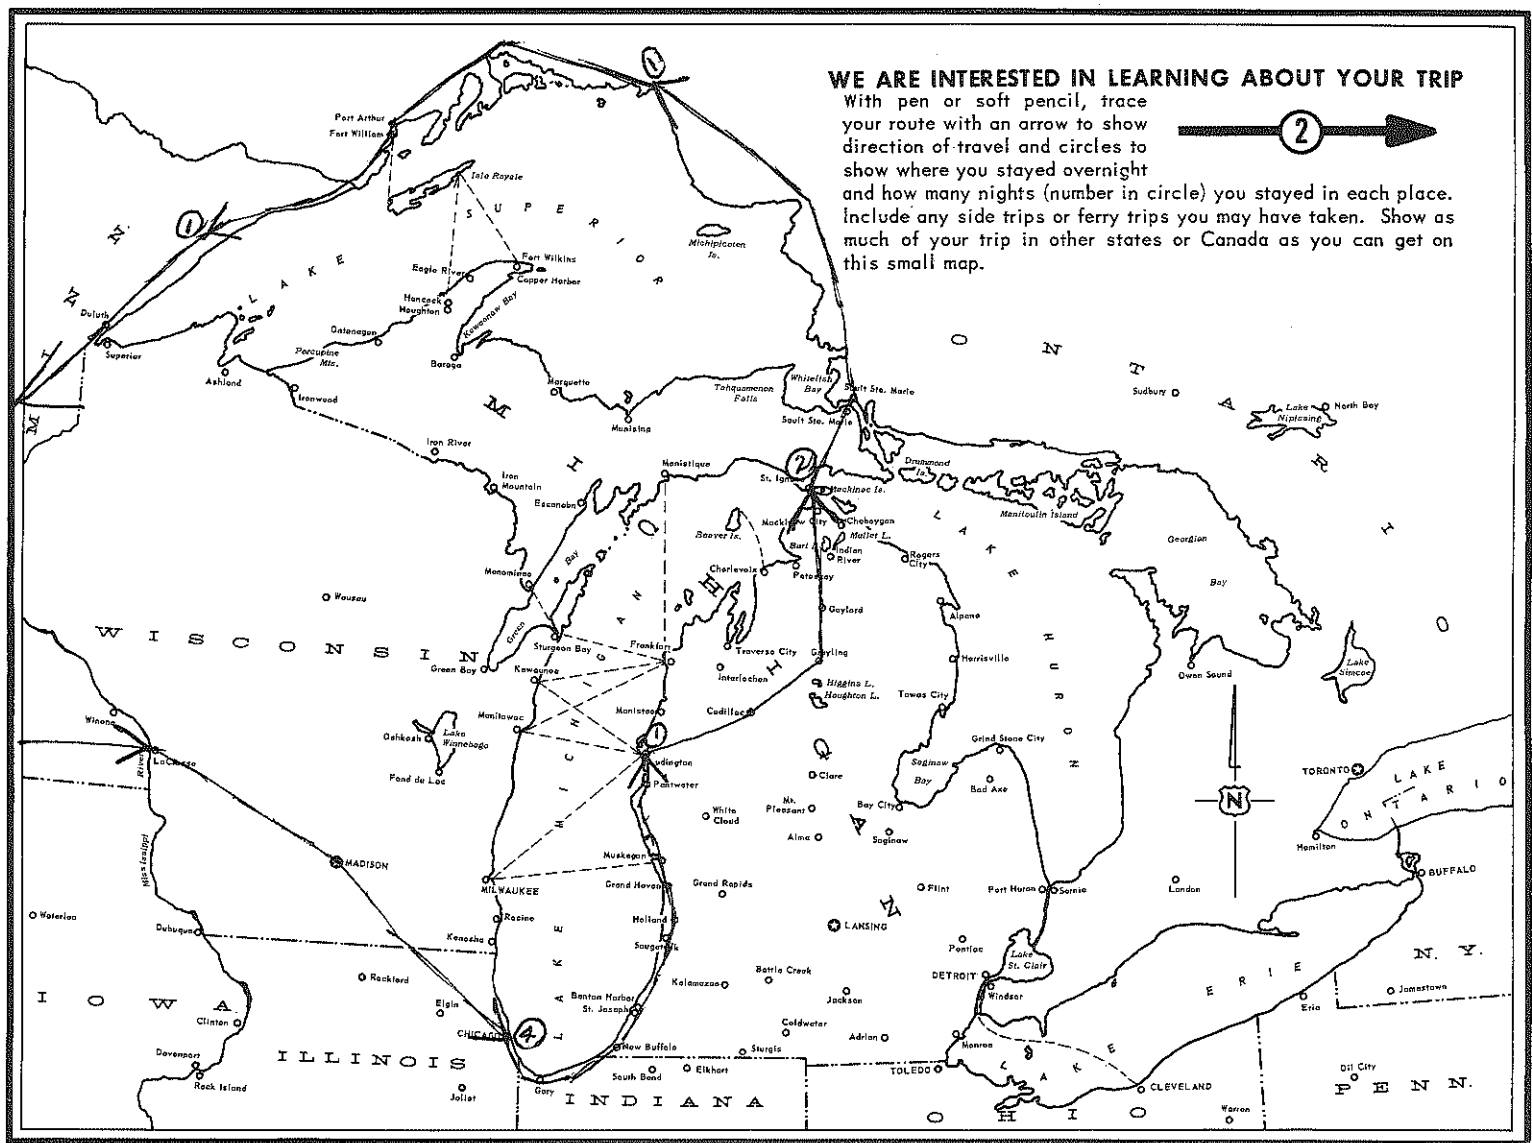 WE ARE INTERESTED IN LEARNING ABOUT YOUR TRIP
With pen or soft pencil, trace
your route with an arrow to show
direction of travel and circles to
show where you stayed overnight
and how many nights (number in circle) you stayed in each place.
Include any side trips or ferry trips you may have taken. Show as
much of your trip in other states or Canada as you can get on
this small map.
2
1
Port Arthur
Fort William
Isle Royale
LAKE SUPERIOR
Michipicoten
Is.
1
MINN.
Duluth
Superior
Fort Wilkins
Copper Harbor
Eagle River
Hancock
Houghton
Keweenaw Bay
Ontonagon
Porcupine
Mts.
Baraga
Ashland
Ironwood
Marquette
Munising
Tahquamenon
Falls
Whitefish
Bay
Sault Ste. Marie
Sault Ste. Marie
ONTARIO
Sudbury
Lake
Nipissing
North Bay
MICHIGAN
Iron River
Iron
Mountain
Escanaba
Manistique
2
St. Ignace
Mackinac Is.
Drummond
Is.
Manitoulin Island
Mackinaw City
Cheboygan
Mullet L.
Burt L.
Indian
River
Beaver Is.
Charlevoix
Petoskey
Rogers
City
Georgian
Bay
LAKE HURON
Menominee
Green Bay
Wausau
WISCONSIN
Gaylord
Alpena
Sturgeon Bay
Frankfort
Traverse City
Interlochen
Grayling
Harrisville
Owen Sound
Lake
Simcoe
Green Bay
Kewaunee
Higgins L.
Houghton L.
Tawas City
Winona
Manitowoc
Manistee
Cadillac
Oshkosh
Lake
Winnebago
1
Ludington
Grind Stone City
Saginaw
Bay
LaCrosse
Fond du Lac
Pentwater
Clare
Bad Axe
TORONTO
LAKE ONTARIO
Mississippi River
White
Cloud
Mt.
Pleasant
Bay City
N
Alma
Saginaw
Hamilton
MADISON
Muskegon
MILWAUKEE
Grand Haven
Grand Rapids
Flint
Port Huron
Sarnia
London
BUFFALO
Waterloo
Racine
Holland
LANSING
Dubuque
Kenosha
Saugatuck
Pontiac
Lake
St. Clair
N.Y.
Rockford
LAKE MICHIGAN
Kalamazoo
Battle Creek
DETROIT
Windsor
LAKE ERIE
Jamestown
IOWA
Elgin
Benton Harbor
St. Joseph
Jackson
Erie
Clinton
CHICAGO
4
Coldwater
Adrian
Monroe
Davenport
Rock Island
ILLINOIS
New Buffalo
Sturgis
TOLEDO
Joliet
Gary
South Bend
Elkhart
CLEVELAND
Oil City
PENN.
INDIANA
OHIO
Warren